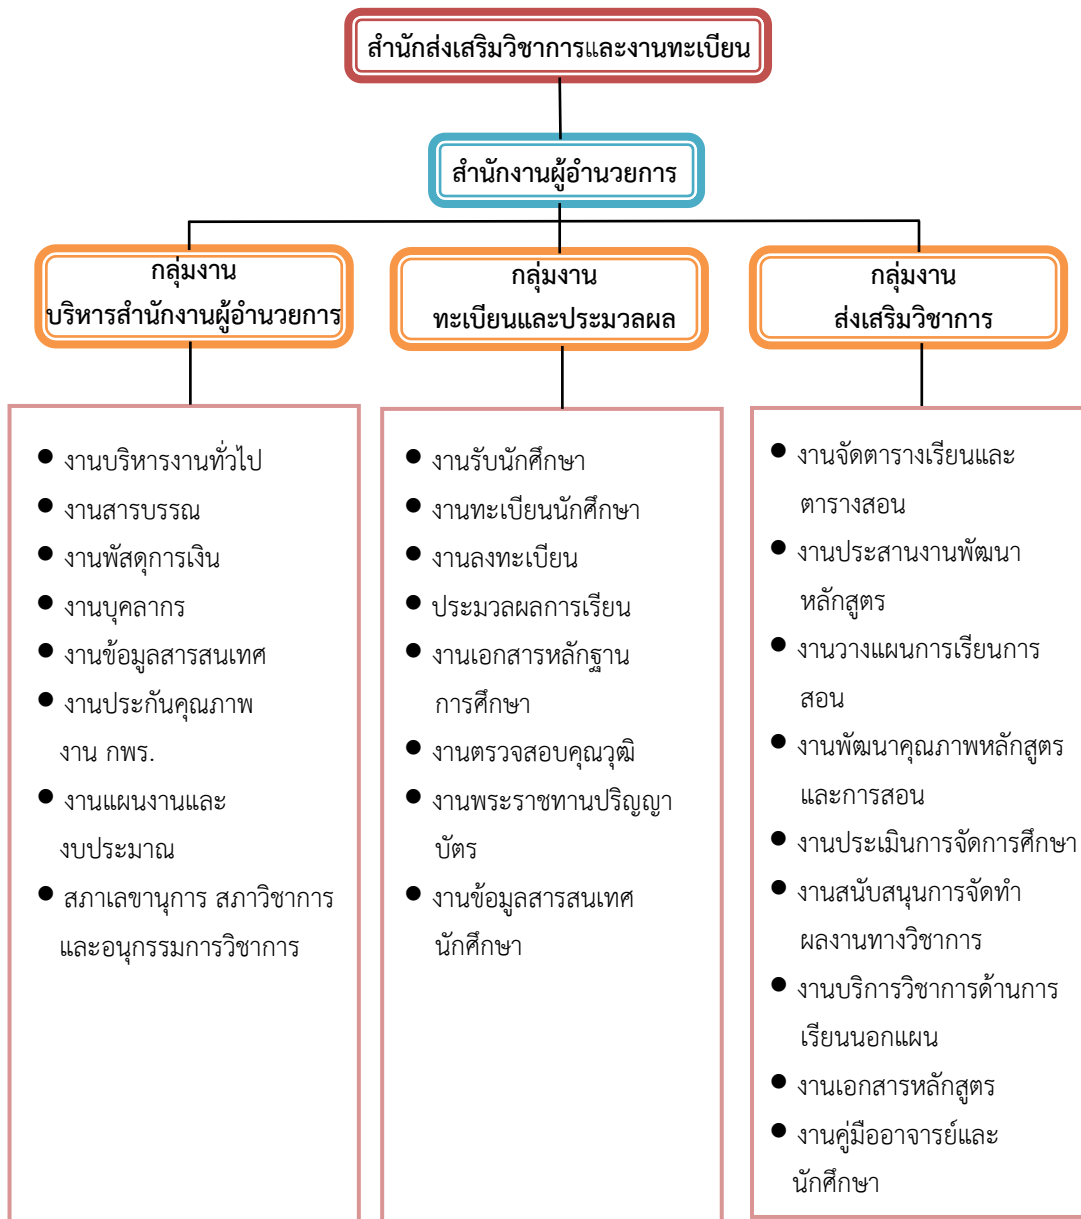 สำนักส่งเสริมวิชาการและงานทะเบียน
สำนักงานผู้อำนวยการ
กลุ่มงาน
บริหารสำนักงานผู้อำนวยการ
กลุ่มงาน
ทะเบียนและประมวลผล
กลุ่มงาน
ส่งเสริมวิชาการ
● งานบริหารงานทั่วไป
● งานสารบรรณ
● งานพัสดุการเงิน
● งานบุคลากร
● งานข้อมูลสารสนเทศ
● งานประกันคุณภาพ
งาน กพร.
● งานแผนงานและ
งบประมาณ
● สภาเลขานุการ สภาวิชาการ
และอนุกรรมการวิชาการ
● งานรับนักศึกษา
● งานทะเบียนนักศึกษา
● งานลงทะเบียน
● ประมวลผลการเรียน
● งานเอกสารหลักฐาน
การศึกษา
● งานตรวจสอบคุณวุฒิ
● งานพระราชทานปริญญา
บัตร
● งานข้อมูลสารสนเทศ
นักศึกษา
● งานจัดตารางเรียนและ
ตารางสอน
● งานประสานงานพัฒนา
หลักสูตร
● งานวางแผนการเรียนการ
สอน
● งานพัฒนาคุณภาพหลักสูตร
และการสอน
● งานประเมินการจัดการศึกษา
● งานสนับสนุนการจัดทำ
ผลงานทางวิชาการ
● งานบริการวิชาการด้านการ
เรียนนอกแผน
● งานเอกสารหลักสูตร
● งานคู่มืออาจารย์และ
นักศึกษา